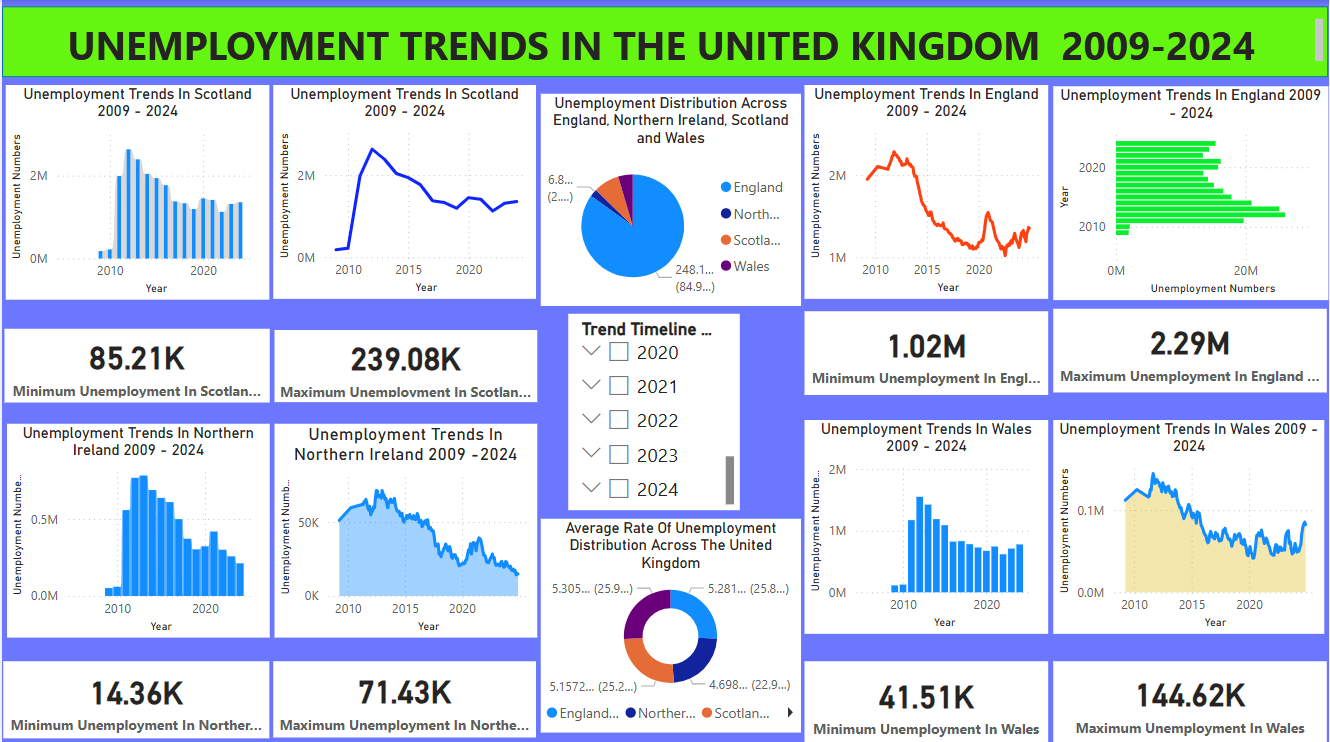 UNEMPLOYMENT TRENDS IN THE UNITED KINGDOM 2009-2024
Unemployment Trends In Scotland
2009 - 2024
Unemployment Numbers
2M
0M
2010
2020
Year
Unemployment Trends In Scotland
2009 - 2024
Unemployment Numbers
2M
0M
2010
2015
2020
Year
Unemployment Distribution Across
England, Northern Ireland, Scotland
and Wales
6.8...
(2....)
248.1...
(84.9...)
England
North...
Scotla...
Wales
Unemployment Trends In England
2009 - 2024
Unemployment Numbers
2M
1M
2010
2015
2020
Year
Unemployment Trends In England 2009
- 2024
Year
2020
2010
0M
20M
Unemployment Numbers
85.21K
Minimum Unemployment In Scotlan...
239.08K
Maximum Unemployment In Scotlan...
Trend Timeline ...
2020
2021
2022
2023
2024
1.02M
Minimum Unemployment In Engl...
2.29M
Maximum Unemployment In England ...
Unemployment Trends In Northern
Ireland 2009 - 2024
Unemployment Numbe...
0.5M
0.0M
2010
2020
Year
Unemployment Trends In
Northern Ireland 2009 -2024
Unemployment Numb...
50K
0K
2010
2015
2020
Year
Average Rate Of Unemployment
Distribution Across The United
Kingdom
5.305... (25.9...)
5.281... (25.8...)
5.1572... (25.2...)
4.698... (22.9...)
England...
Norther...
Scotlan...
Unemployment Trends In Wales
2009 - 2024
Unemployment Numbe...
2M
1M
0M
2010
2020
Year
Unemployment Trends In Wales 2009 -
2024
Unemployment Numbers
0.1M
0.0M
2010
2015
2020
Year
14.36K
Minimum Unemployment In Norther...
71.43K
Maximum Unemployment In Northe...
41.51K
Minimum Unemployment In Wales
144.62K
Maximum Unemployment In Wales